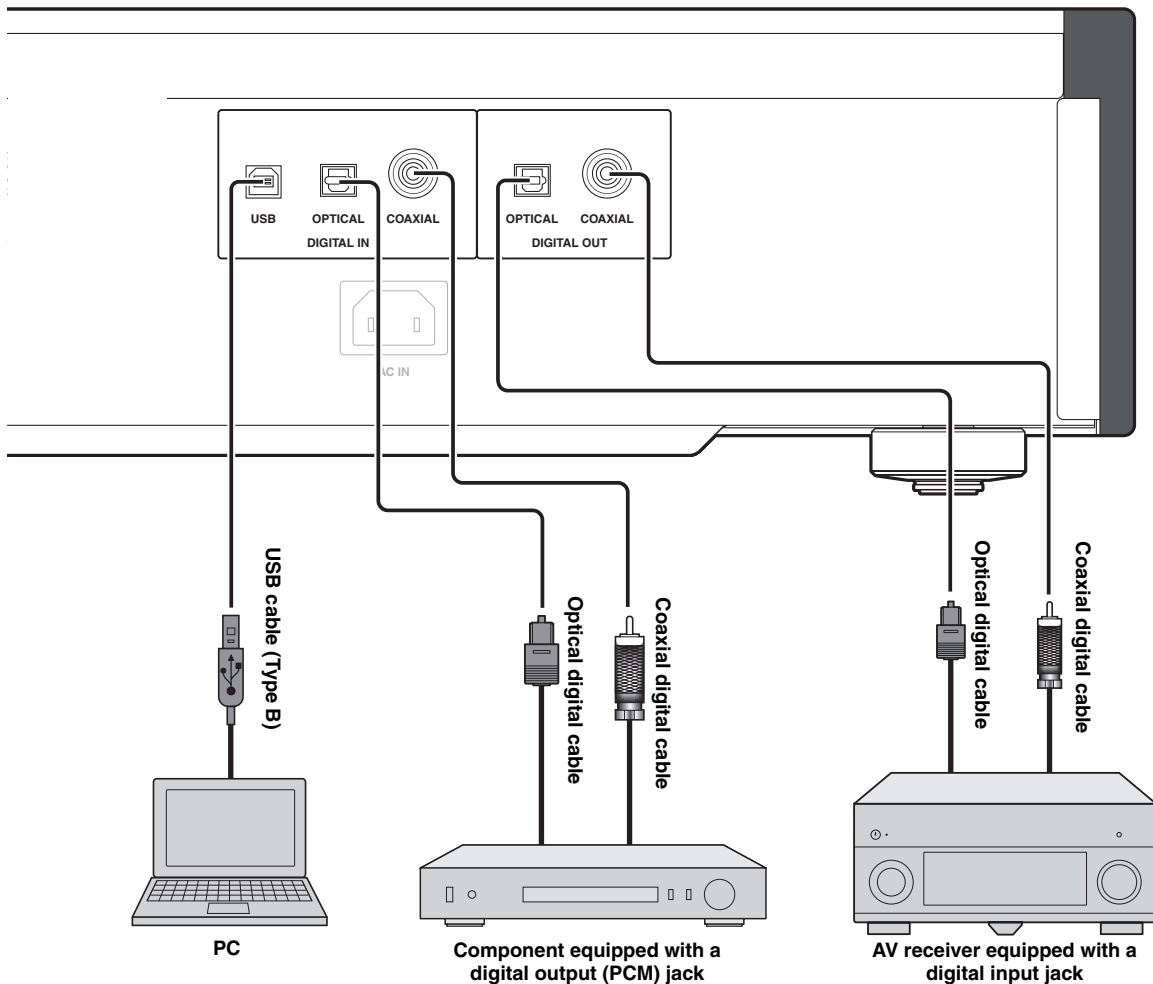 USB
OPTICAL
COAXIAL
DIGITAL IN
OPTICAL
COAXIAL
DIGITAL OUT
AC IN
USB cable (Type B)
Optical digital cable
Coaxial digital cable
Optical digital cable
Coaxial digital cable
PC
Component equipped with a
digital output (PCM) jack
AV receiver equipped with a
digital input jack